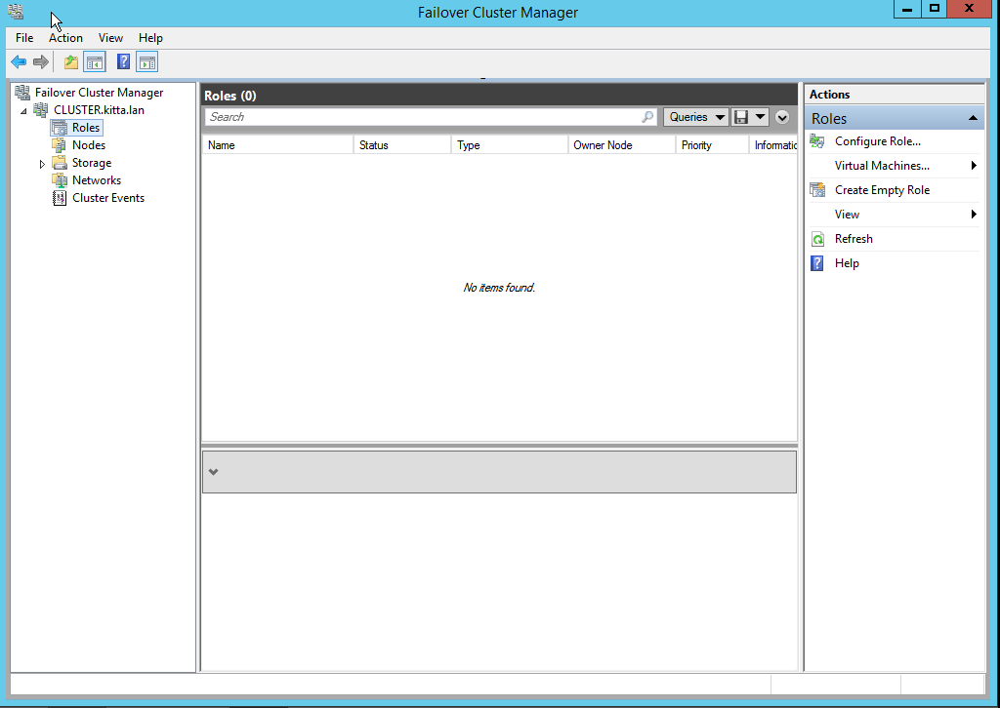 Failover Cluster Manager
File Action View Help
Failover Cluster Manager
CLUSTER.kitta.lan
Roles
Nodes
Storage
Networks
Cluster Events
Roles (0)
Search
Queries
Name Status Type Owner Node Priority Informatic
No items found.
Actions
Roles
Configure Role...
Virtual Machines...
Create Empty Role
View
Refresh
Help